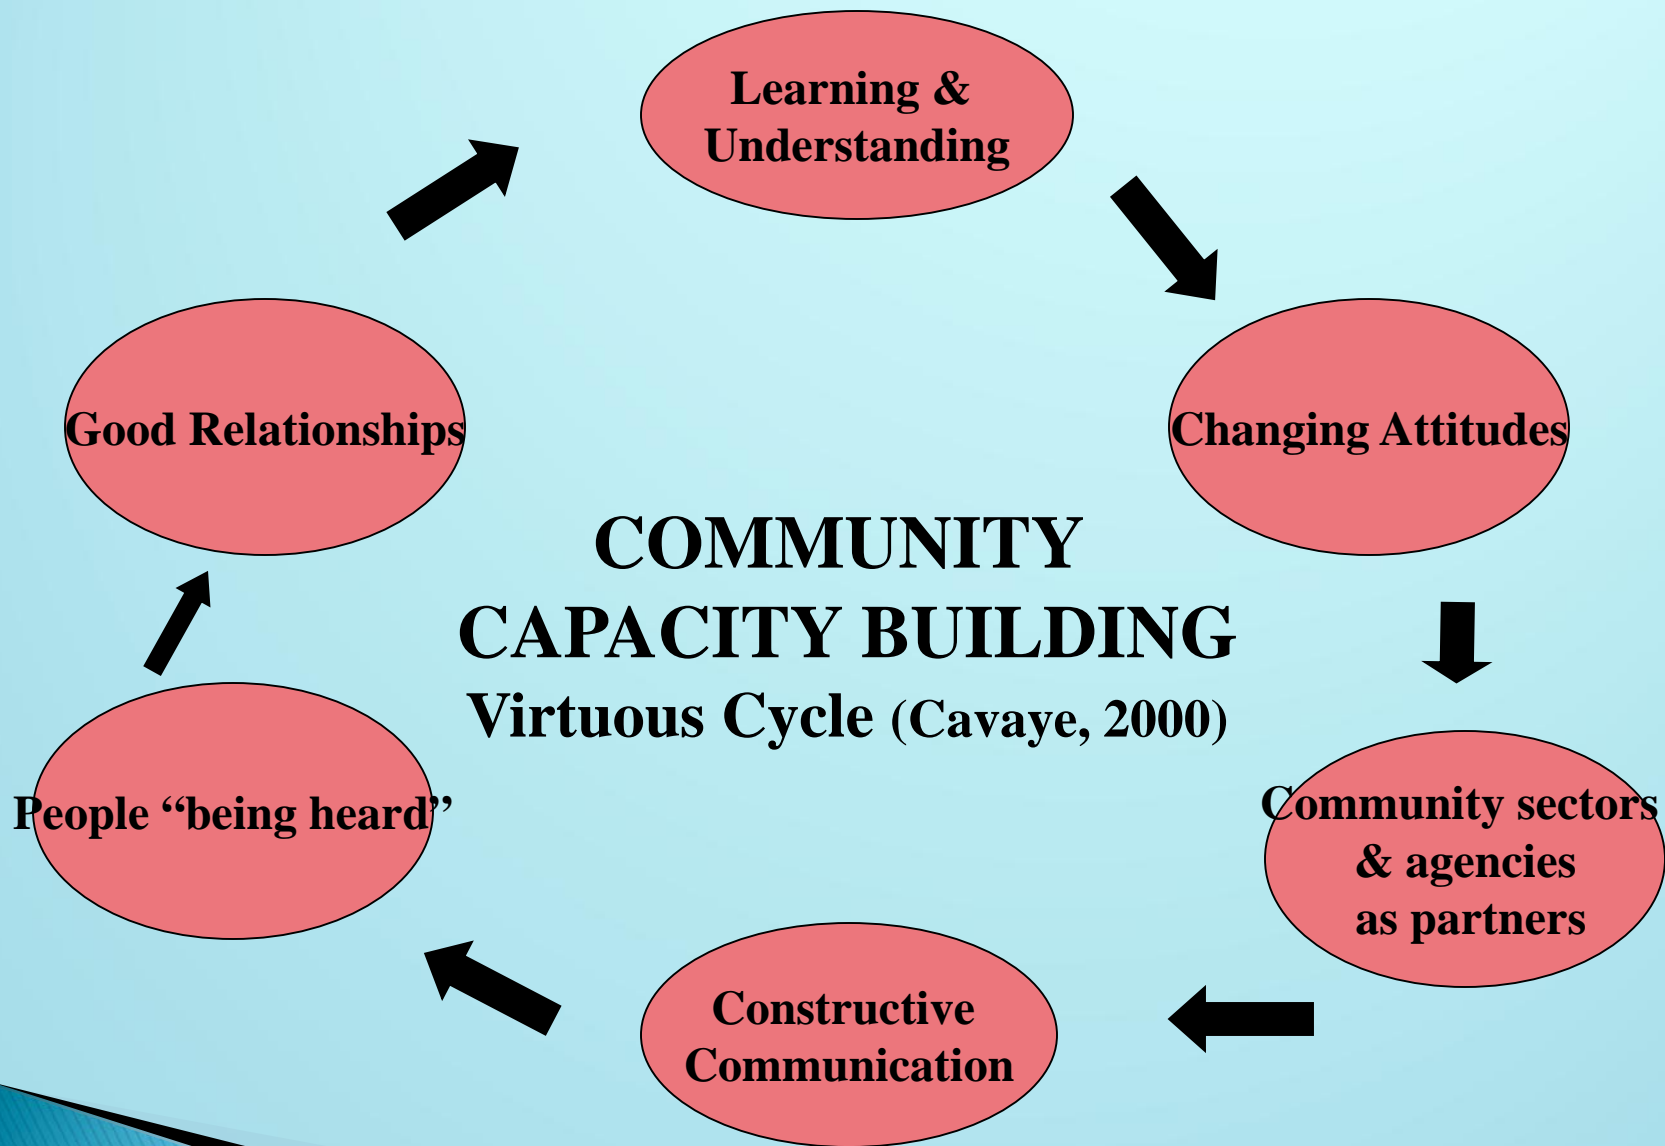 Learning &
Understanding
Good Relationships
Changing Attitudes
COMMUNITY
CAPACITY BUILDING
Virtuous Cycle (Cavaye, 2000)
People “being heard”
Community sectors
& agencies
as partners
Constructive
Communication